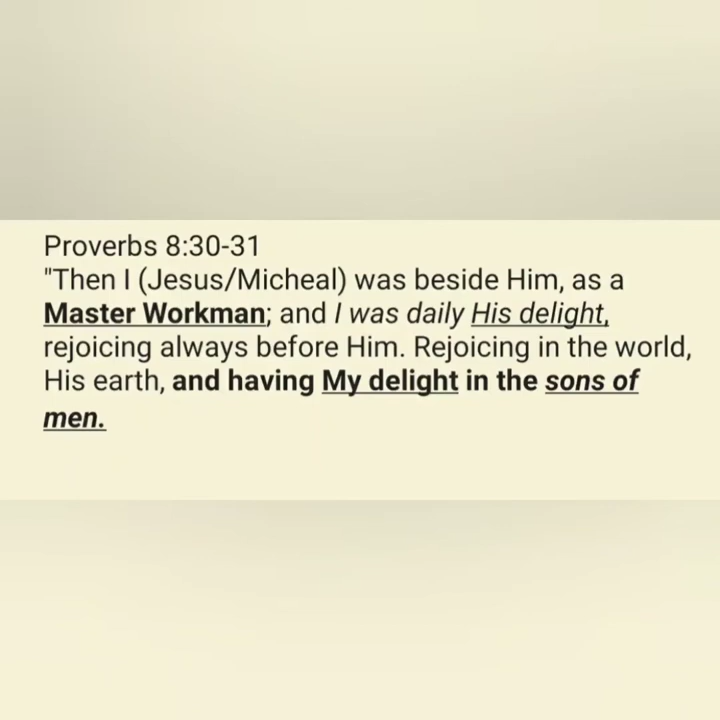 Proverbs 8:30-31
"Then I (Jesus/Micheal) was beside Him, as a
Master Workman; and I was daily His delight,
rejoicing always before Him. Rejoicing in the world,
His earth, and having My delight in the sons of
men.